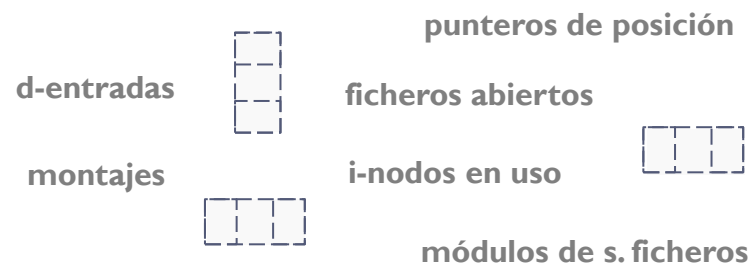 punteros de posición
d-entradas
ficheros abiertos
montajes
i-nodos en uso
módulos de s. ficheros